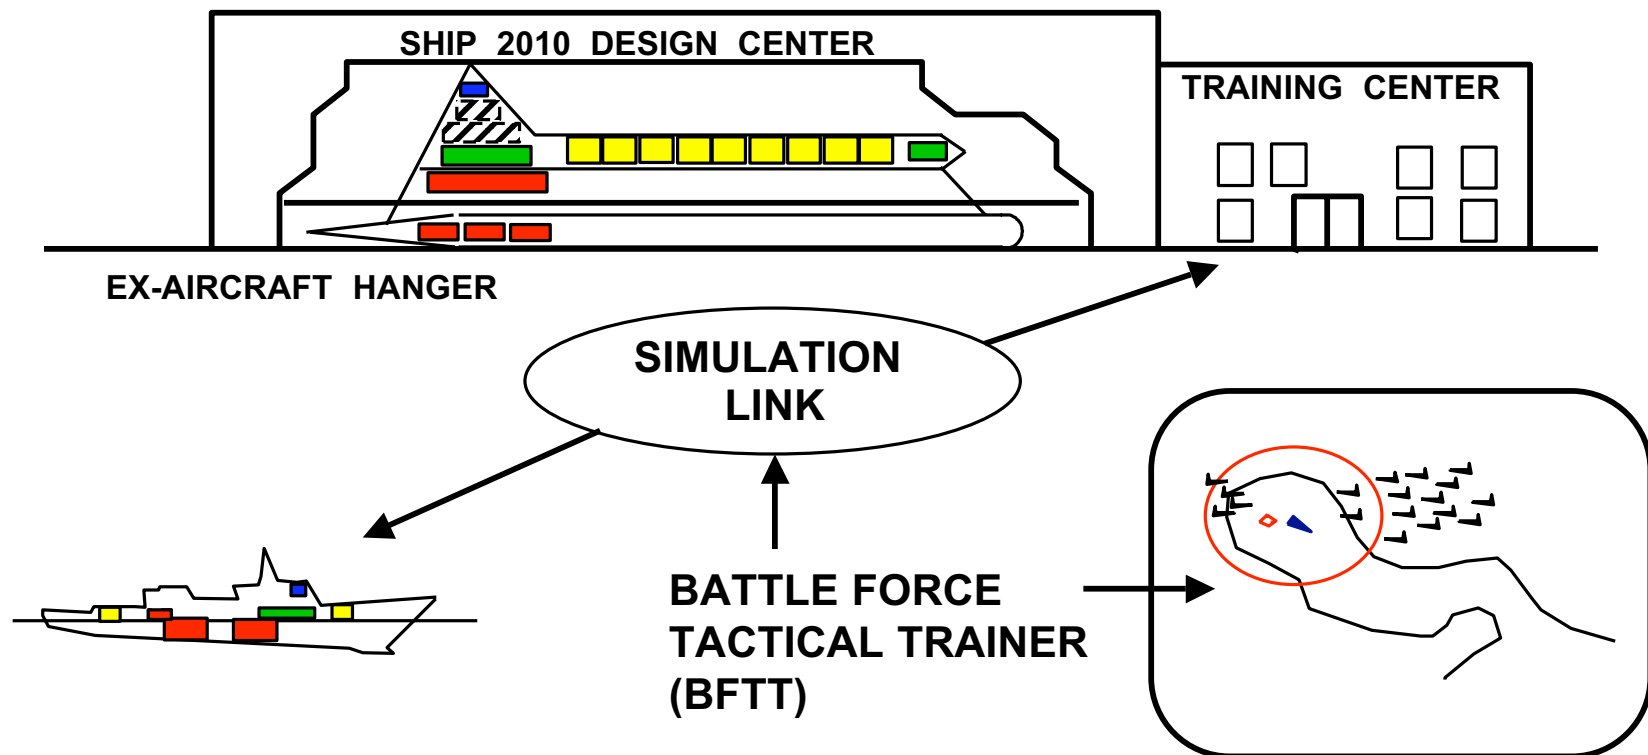 SHIP 2010 DESIGN CENTER
TRAINING CENTER
EX-AIRCRAFT HANGER
SIMULATION
LINK
BATTLE FORCE
TACTICAL TRAINER
(BFTT)